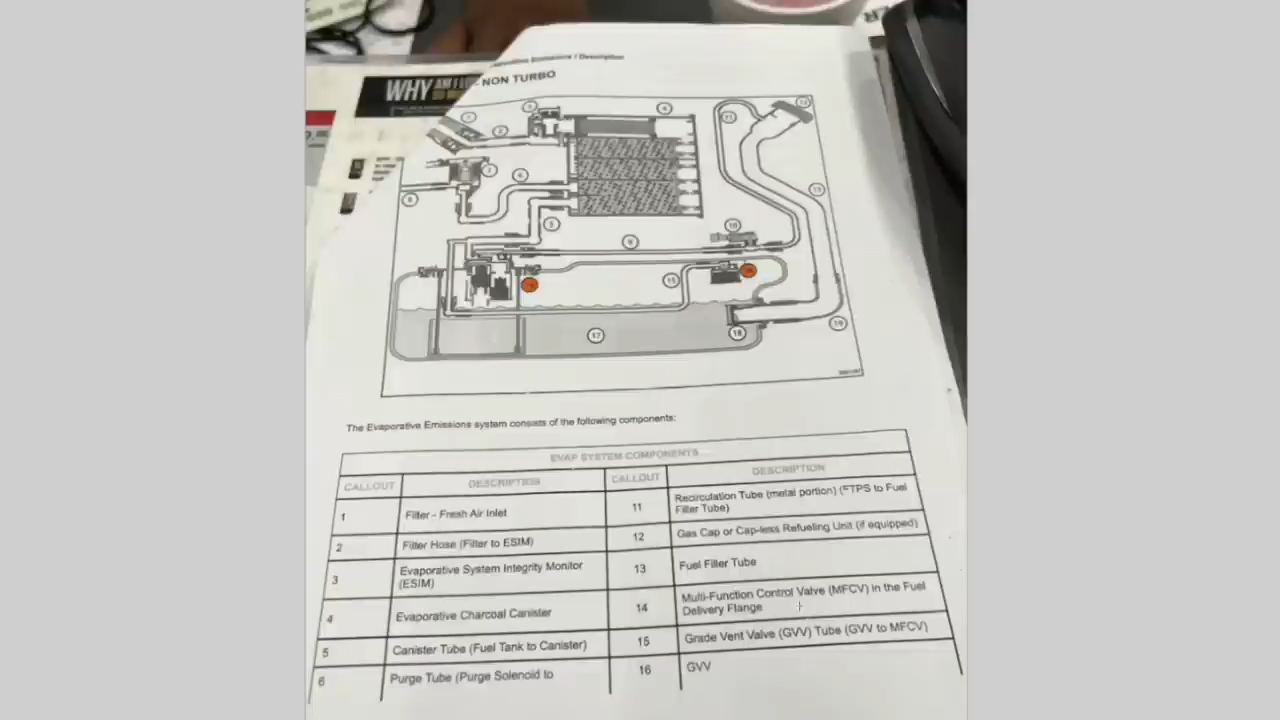 Emissions / Description
NON TURBO
WHY
The Evaporative Emissions system consists of the following components:
EVAP SYSTEM COMPONENTS
CALLOUT DESCRIPTION CALLOUT DESCRIPTION
1 Filter - Fresh Air Inlet 11 Recirculation Tube (metal portion) (FTPS to Fuel
Filler Tube)
2 Filter Hose (Filter to ESIM) 12 Gas Cap or Cap-less Refueling Unit (if equipped)
3 Evaporative System Integrity Monitor
(ESIM) 13 Fuel Filler Tube
4 Evaporative Charcoal Canister 14 Multi-Function Control Valve (MFCV) in the Fuel
Delivery Flange
5 Canister Tube (Fuel Tank to Canister) 15 Grade Vent Valve (GVV) Tube (GVV to MFCV)
6 Purge Tube (Purge Solenoid to 16 GVV